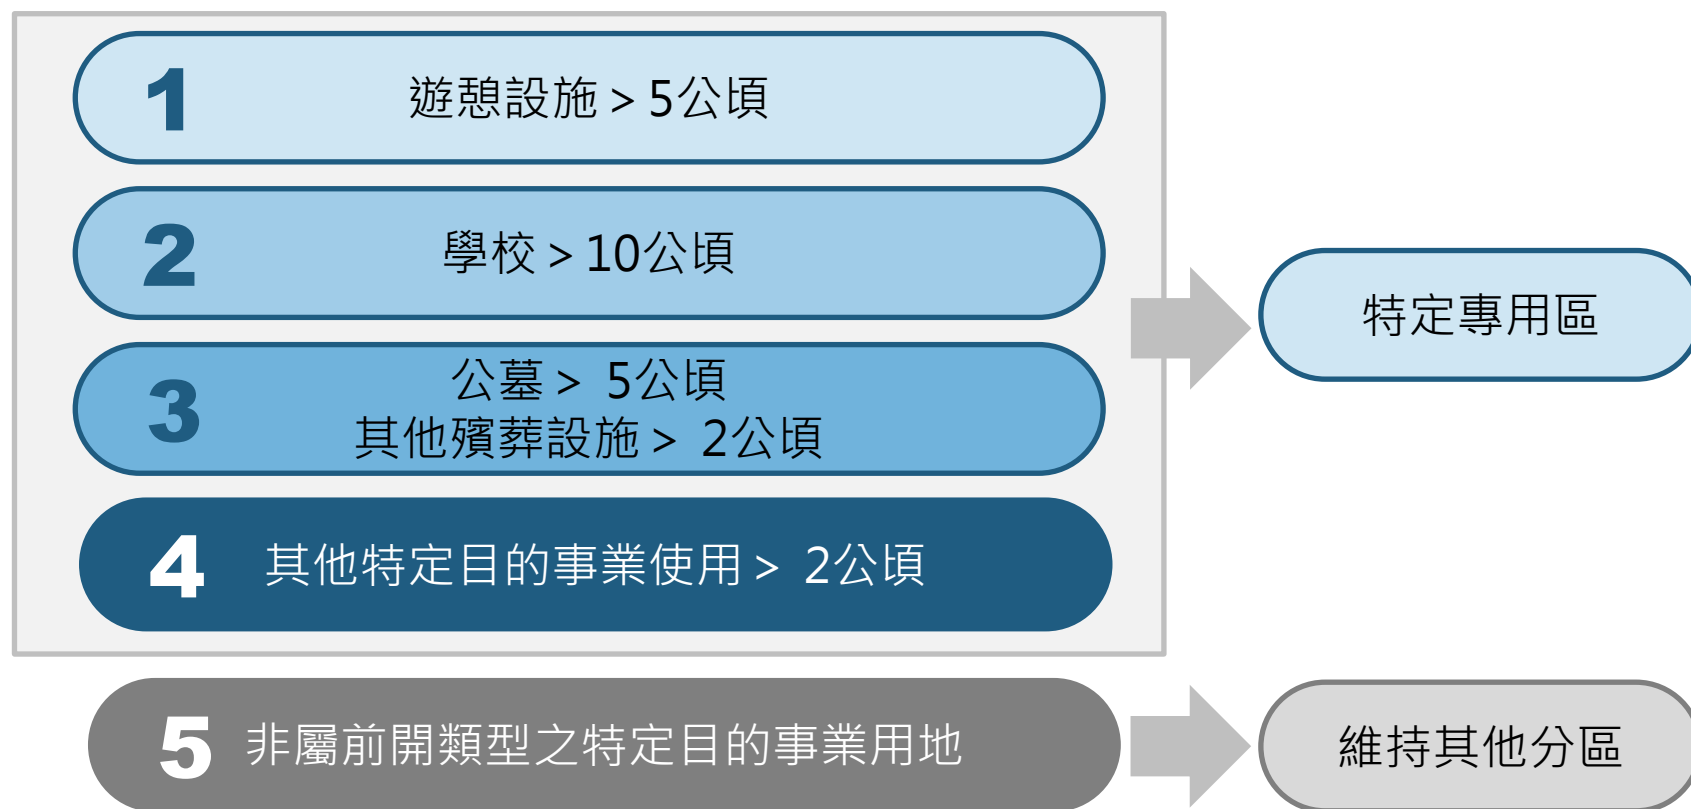 1 遊憩設施 > 5公頃
2 學校 > 10公頃
3 公墓 > 5公頃
其他殯葬設施 > 2公頃
4 其他特定目的事業使用 > 2公頃
特定專用區
5 非屬前開類型之特定目的事業用地
維持其他分區